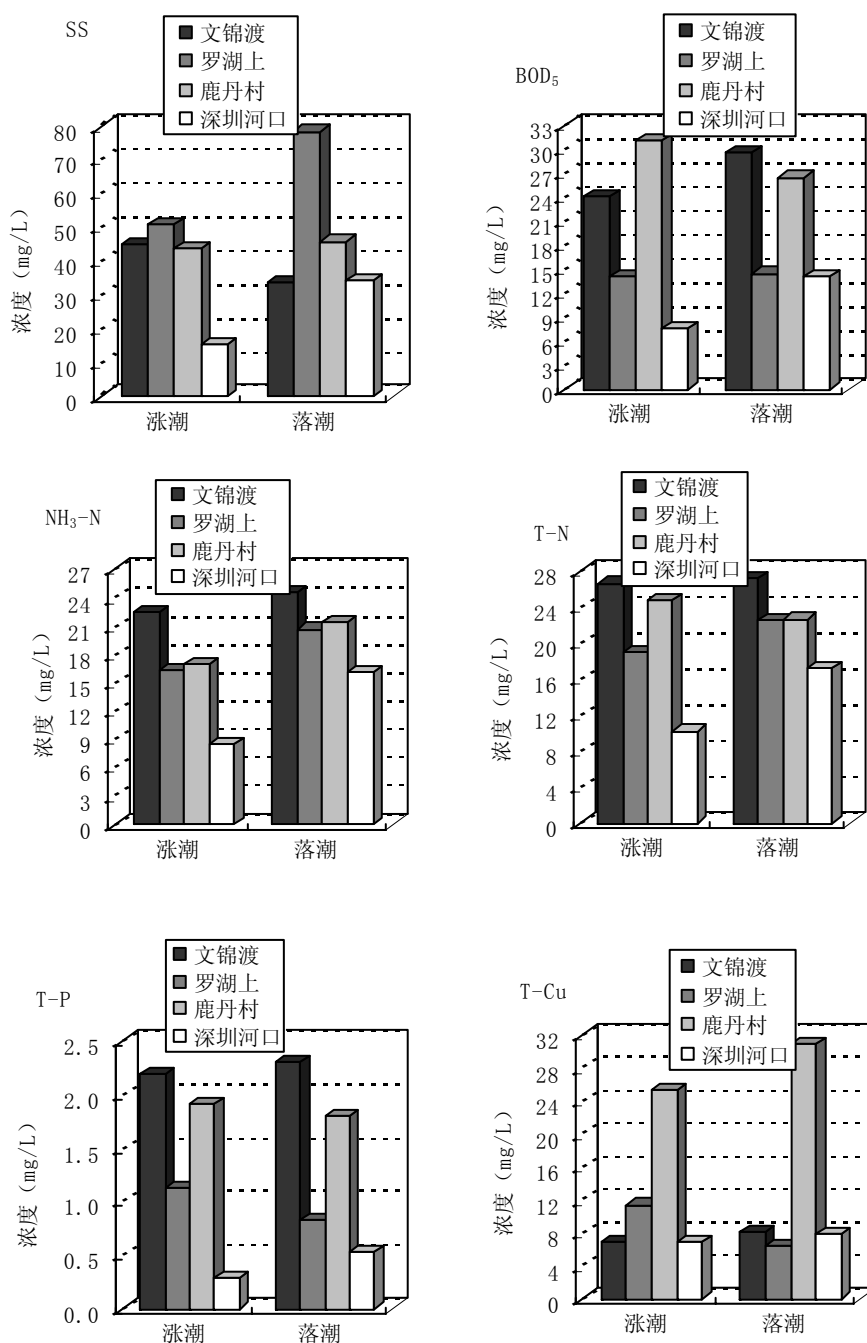 SS
■ 文锦渡
■ 罗湖上
■ 鹿丹村
□ 深圳河口
浓度 (mg/L)
80
70
60
50
40
30
20
10
0
涨潮 落潮
BOD₅
■ 文锦渡
■ 罗湖上
■ 鹿丹村
□ 深圳河口
浓度 (mg/L)
33
30
27
24
21
18
15
12
9
6
3
0
涨潮 落潮
NH₃-N
■ 文锦渡
■ 罗湖上
■ 鹿丹村
□ 深圳河口
浓度 (mg/L)
27
24
21
18
15
12
9
6
3
0
涨潮 落潮
T-N
■ 文锦渡
■ 罗湖上
■ 鹿丹村
□ 深圳河口
浓度 (mg/L)
28
24
20
16
12
8
4
0
涨潮 落潮
T-P
■ 文锦渡
■ 罗湖上
■ 鹿丹村
□ 深圳河口
浓度 (mg/L)
2.5
2.0
1.5
1.0
0.5
0.0
涨潮 落潮
T-Cu
■ 文锦渡
■ 罗湖上
■ 鹿丹村
□ 深圳河口
浓度 (mg/L)
32
28
24
20
16
12
8
4
0
涨潮 落潮